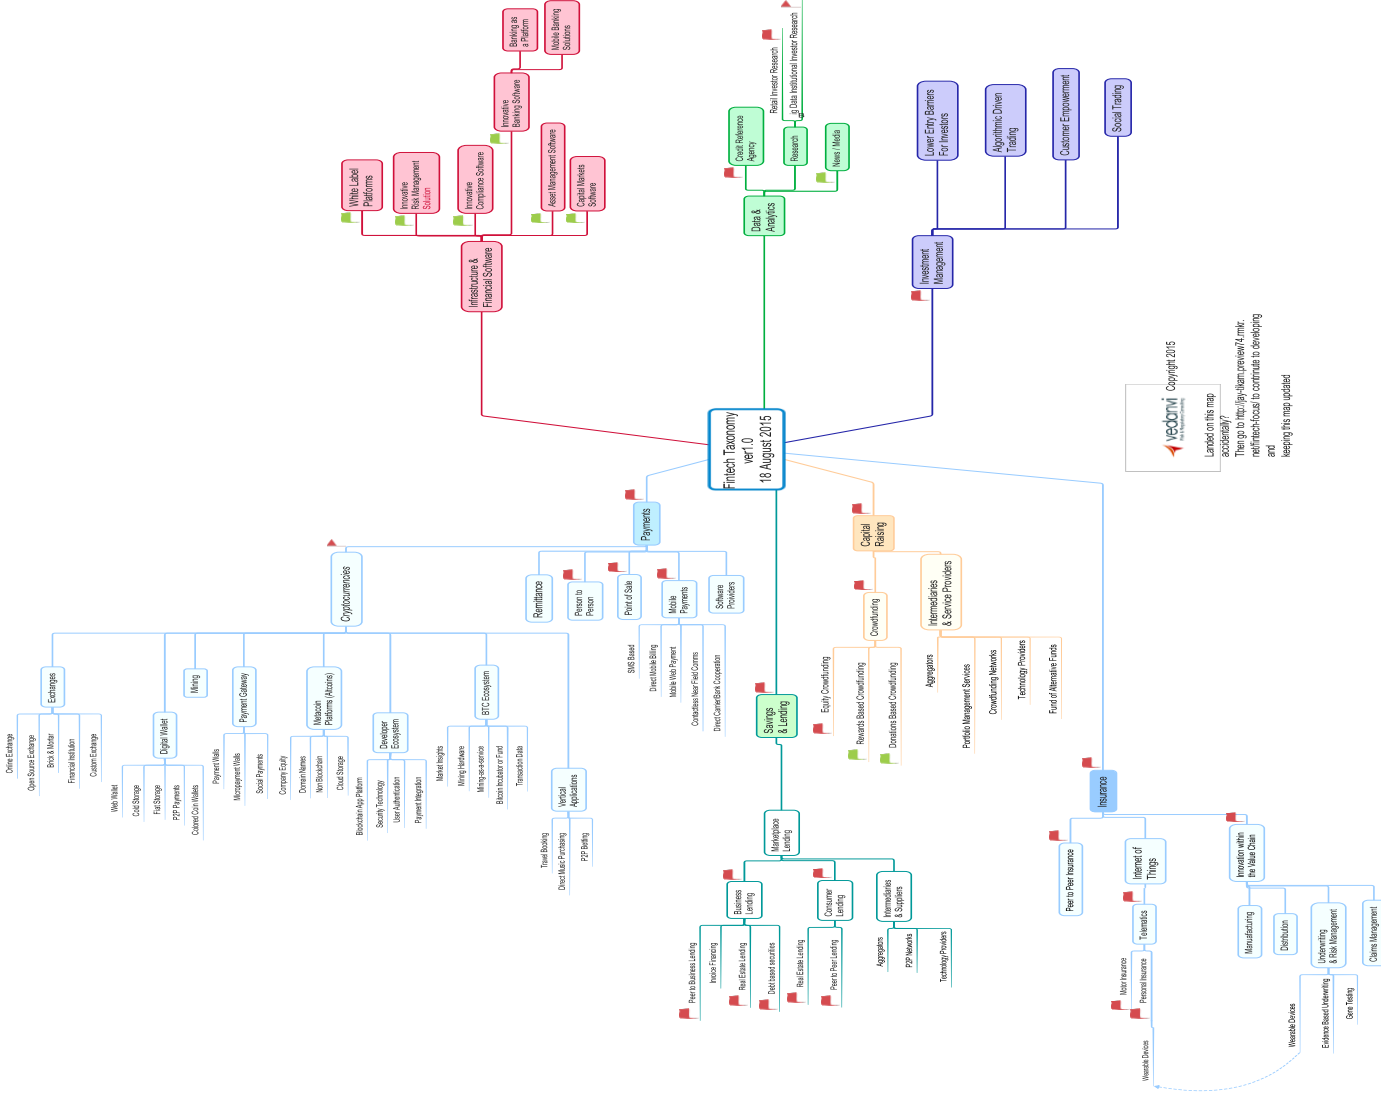 Fintech Taxonomy
ver1.0
18 August 2015
Infrastructure &
Financial Software
White Label
Platforms
Innovative
Risk Management
Solution
Innovative
Compliance Software
Innovative
Banking Software
Banking as
a Platform
Mobile Banking
Solutions
Asset Management Software
Capital Markets
Software
Data &
Analytics
Credit Reference
Agency
Research
Retail Investor Research
ig Data Institutional Investor Research
News / Media
Investment
Management
Lower Entry Barriers
For Investors
Algorithmic Driven
Trading
Customer Empowerment
Social Trading
Payments
Cryptocurrencies
Exchanges
Online Exchange
Open Source Exchange
Brick & Mortar
Financial Institution
Custom Exchange
Digital Wallet
Web Wallet
Cold Storage
Fiat Storage
P2P Payments
Colored Coin Wallets
Mining
Payment Gateway
Payment Walls
Micropayment Walls
Social Payments
Metacoin
Platforms (Altcoins)
Company Equity
Domain Names
Non Blockchain
Cloud Storage
Developer
Ecosystem
Blockchain App Platform
Security Technology
User Authentication
Payment Integration
BTC Ecosystem
Market Insights
Mining Hardware
Mining-as-a-service
Bitcoin Incubator or Fund
Transaction Data
Vertical
Applications
Travel Booking
Direct Music Purchasing
P2P Betting
Remittance
Person to
Person
Point of Sale
Mobile
Payments
SMS Based
Direct Mobile Billing
Mobile Web Payment
Contactless Near Field Comms
Direct Carrier/Bank Cooperation
Software
Providers
Savings
& Lending
Marketplace
Lending
Business
Lending
Peer to Business Lending
Invoice Financing
Real Estate Lending
Debt based securities
Consumer
Lending
Real Estate Lending
Peer to Peer Lending
Intermediaries
& Suppliers
Aggregators
P2P Networks
Technology Providers
Capital
Raising
Crowdfunding
Equity Crowdfunding
Rewards Based Crowdfunding
Donations Based Crowdfunding
Intermediaries
& Service Providers
Aggregators
Portfolio Management Services
Crowdfunding Networks
Technology Providers
Fund of Alternative Funds
Insurance
Peer to Peer Insurance
Internet of
Things
Telematics
Motor Insurance
Personal Insurance
Wearable Devices
Innovation within
the Value Chain
Manuafacturing
Distribution
Underwriting
& Risk Management
Wearable Devices
Evidence Based Underwriting
Gene Testing
Claims Management
vedanvi
Copyright 2015
Landed on this map
accidentally?
Then go to http://jay-tikam.preview74.rmkr.
net/fintech-focus/ to contrinute to developing
and
keeping this map updated